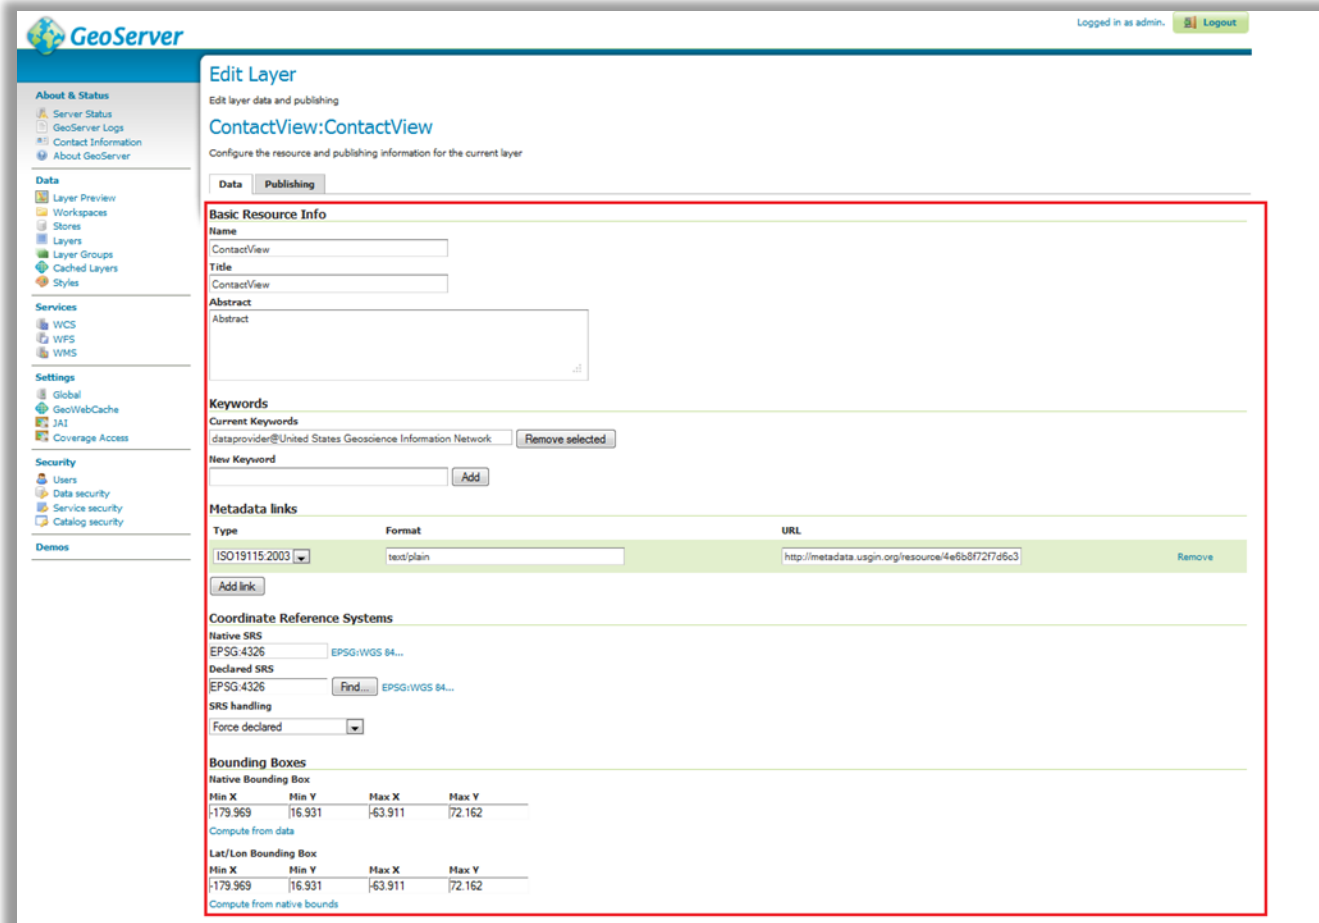 GeoServer
Logged in as admin. Logout
About & Status
Server Status
GeoServer Logs
Contact Information
About GeoServer
Data
Layer Preview
Workspaces
Stores
Layers
Layer Groups
Cached Layers
Styles
Services
WCS
WFS
WMS
Settings
Global
GeoWebCache
JAI
Coverage Access
Security
Users
Data security
Service security
Catalog security
Demos
Edit Layer
Edit layer data and publishing
ContactView:ContactView
Configure the resource and publishing information for the current layer
Data Publishing
Basic Resource Info
Name
ContactView
Title
ContactView
Abstract
Abstract
Keywords
Current Keywords
dataprovider@United States Geoscience Information Network Remove selected
New Keyword
Add
Metadata links
Type Format URL
ISO19115:2003 text/plain http://metadata.usgin.org/resource/4e6b8f72f7d6c3 Remove
Add link
Coordinate Reference Systems
Native SRS
EPSG:4326 EPSG:WGS 84...
Declared SRS
EPSG:4326 Find... EPSG:WGS 84...
SRS handling
Force declared
Bounding Boxes
Native Bounding Box
Min X Min Y Max X Max Y
-179.969 16.931 -63.911 72.162
Compute from data
Lat/Lon Bounding Box
Min X Min Y Max X Max Y
-179.969 16.931 -63.911 72.162
Compute from native bounds